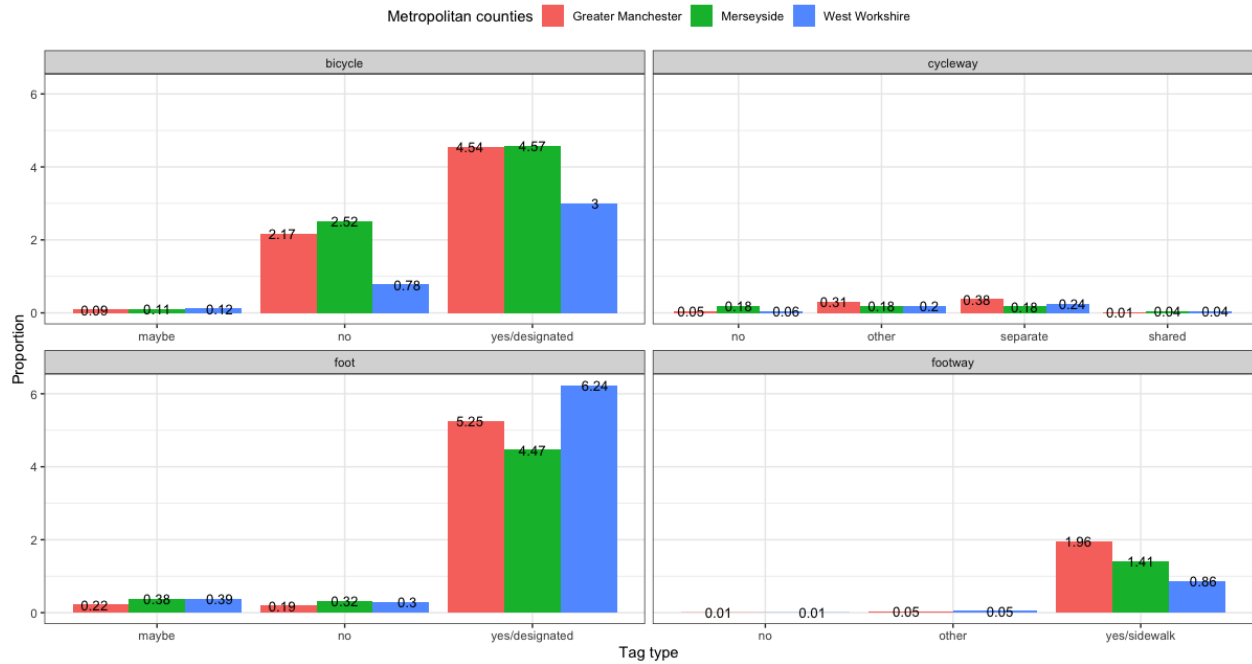 Metropolitan counties Greater Manchester Merseyside West Workshire
bicycle cycleway
6
4.54 4.57
4
3
2.52
2.17
2
0.78
0.09 0.11 0.12
0
0.05 0.18 0.06 0.31 0.18 0.2 0.38 0.18 0.24 0.01 0.04 0.04
maybe no yes/designated no other separate shared
Proportion
foot footway
6
6.24
5.25
4.47
4
2
1.96 1.41 0.86
0.22 0.38 0.39 0.19 0.32 0.3
0
0.01 0.01 0.05 0.05
maybe no yes/designated no other yes/sidewalk
Tag type